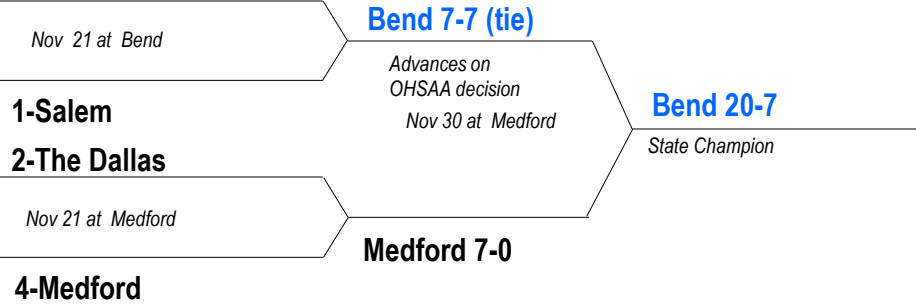 Bend 7-7 (tie)
Nov 21 at Bend
Advances on
OHSAA decision
1-Salem
Nov 30 at Medford
Bend 20-7
State Champion
2-The Dallas
Nov 21 at Medford
Medford 7-0
4-Medford